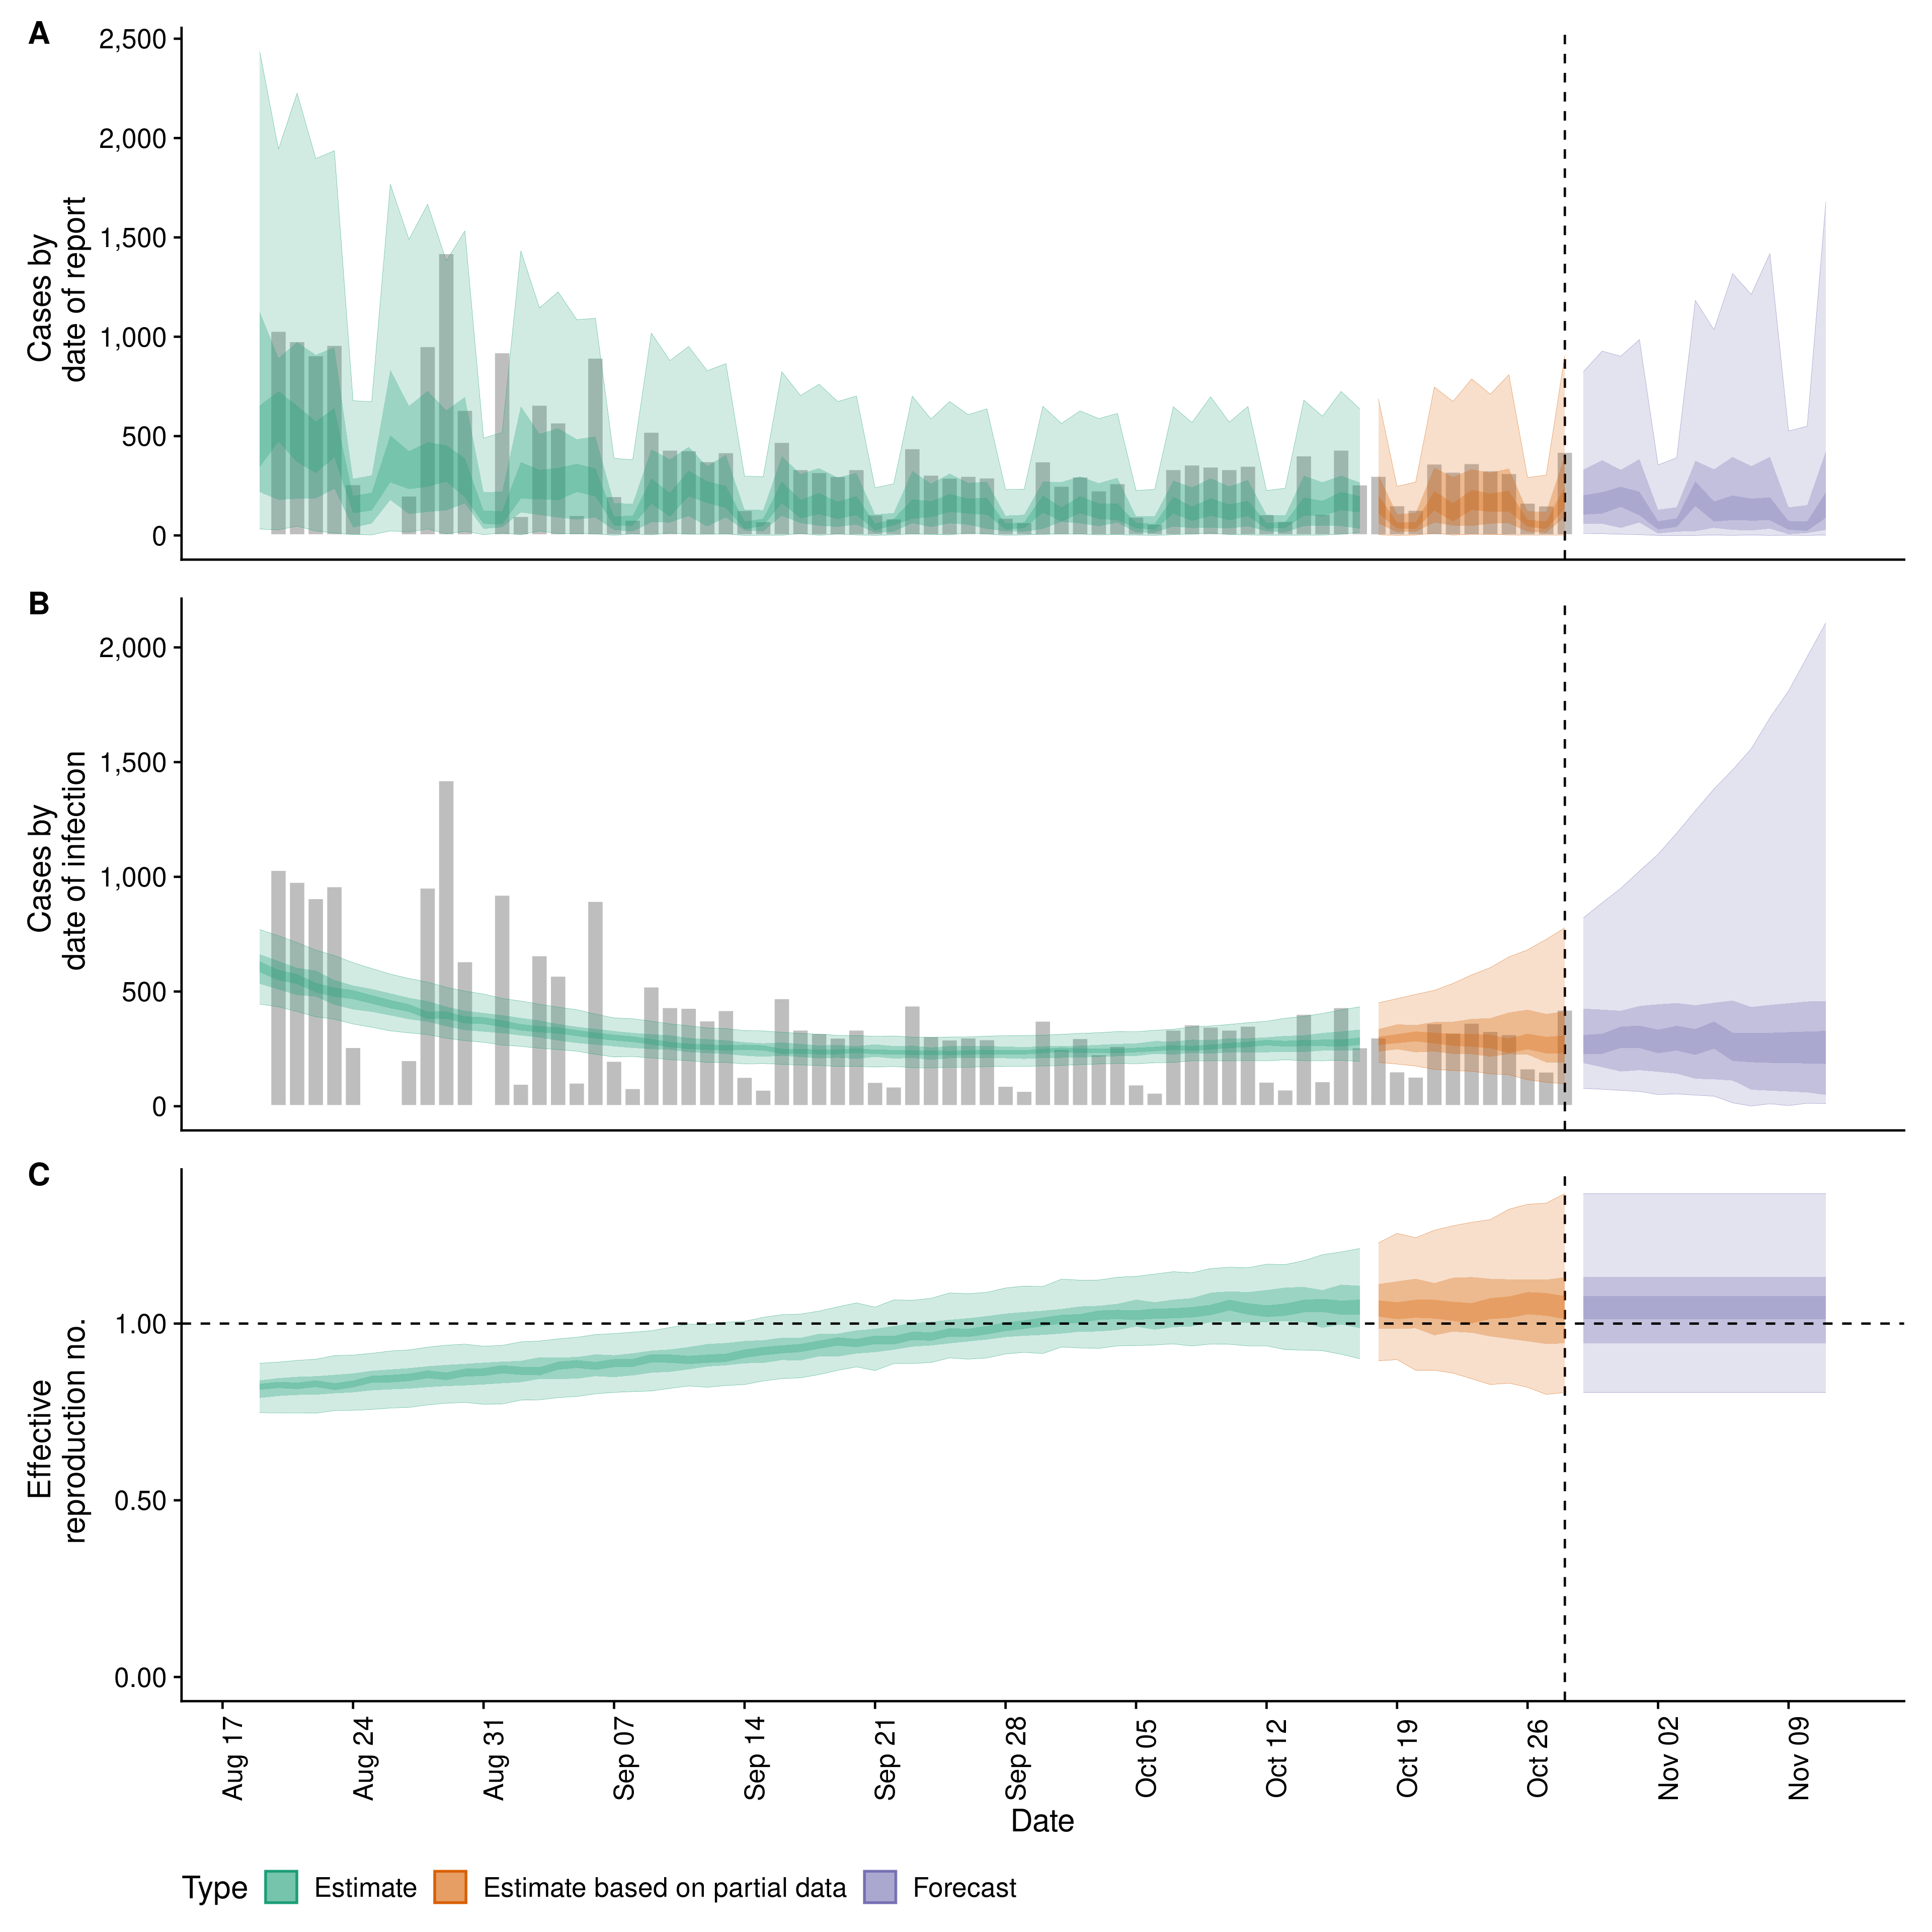 A
2,500
2,000
1,500
1,000
500
0
Cases by
date of report
B
2,000
1,500
1,000
500
0
Cases by
date of infection
C
1.00
0.50
0.00
Effective
reproduction no.
Aug 17
Aug 24
Aug 31
Sep 07
Sep 14
Sep 21
Sep 28
Oct 05
Oct 12
Oct 19
Oct 26
Nov 02
Nov 09
Date
Type Estimate Estimate based on partial data Forecast